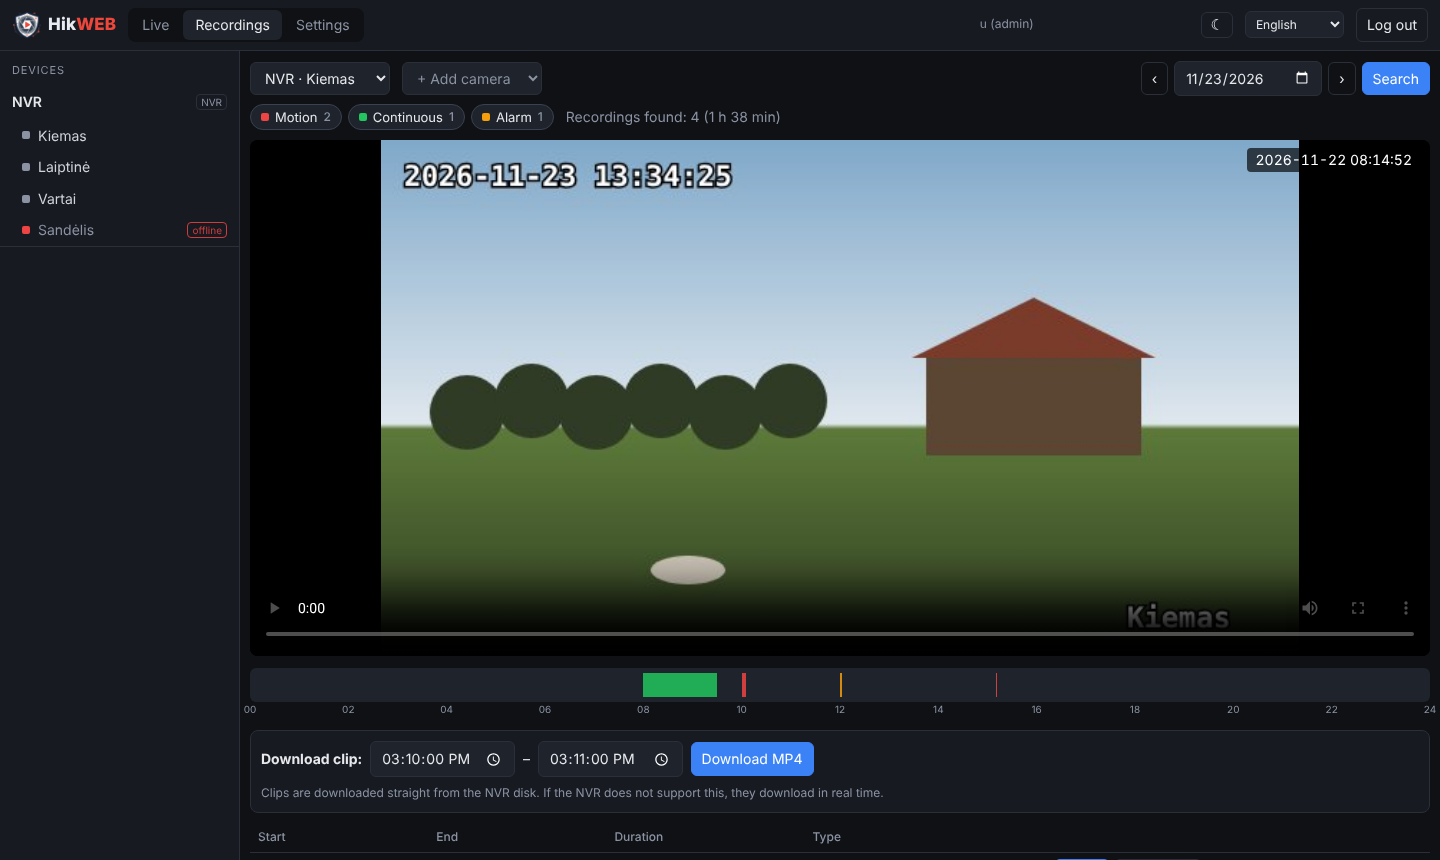 HikWEB Live Recordings Settings u (admin) English Log out
DEVICES
NVR NVR
Kiemas
Laiptinė
Vartai
Sandėlis offline
NVR · Kiemas + Add camera ‹ 11/23/2026 › Search
Motion 2 Continuous 1 Alarm 1 Recordings found: 4 (1 h 38 min)
2026-11-23 13:34:25
2026-11-22 08:14:52
0:00
Kiemas
00 02 04 06 08 10 12 14 16 18 20 22 24
Download clip: 03:10:00 PM – 03:11:00 PM Download MP4
Clips are downloaded straight from the NVR disk. If the NVR does not support this, they download in real time.
Start End Duration Type